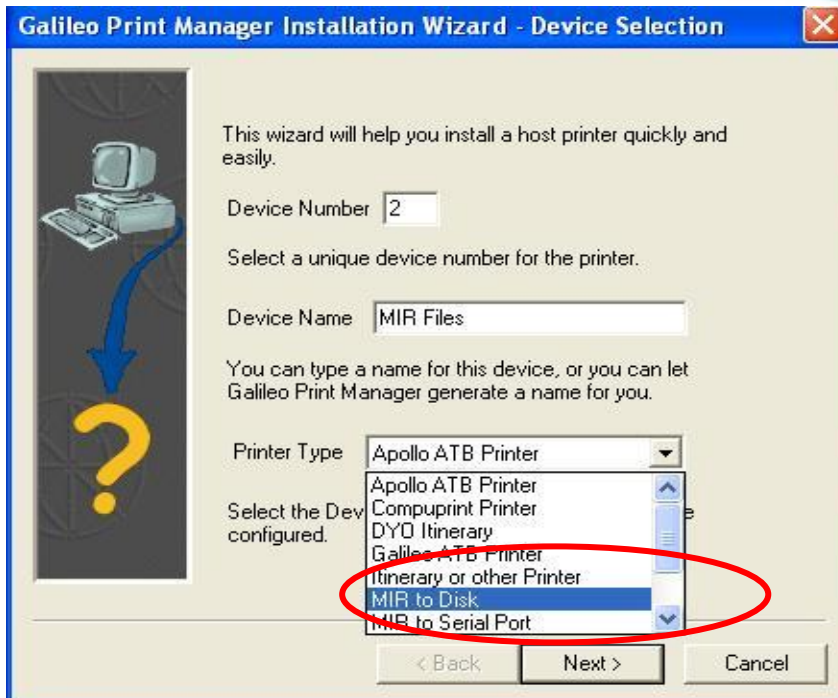 Galileo Print Manager Installation Wizard - Device Selection
This wizard will help you install a host printer quickly and
easily.
Device Number 2
Select a unique device number for the printer.
Device Name MIR Files
You can type a name for this device, or you can let
Galileo Print Manager generate a name for you.
Printer Type Apollo ATB Printer
Apollo ATB Printer
Compuprint Printer
DYO Itinerary
Galileo ATB Printer
Itinerary or other Printer
MIR to Disk
MIR to Serial Port
Select the Dev
configured.
< Back Next > Cancel